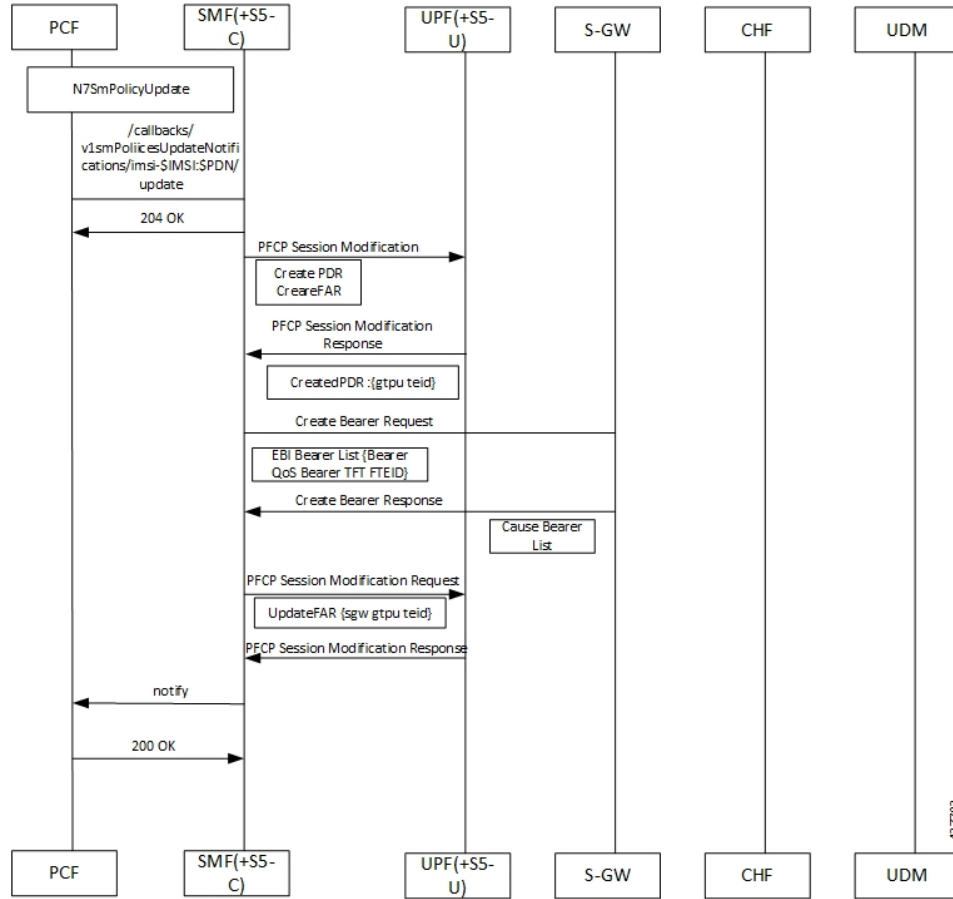 PCF
SMF(+S5-
C)
UPF(+S5-
U)
S-GW
CHF
UDM
N7SmPolicyUpdate
/callbacks/
v1smPoliicesUpdateNotifi
cations/imsi-$IMSI:$PDN/
update
204 OK
PFCP Session Modification
Create PDR
CreareFAR
PFCP Session Modification
Response
CreatedPDR :{gtpu teid}
Create Bearer Request
EBI Bearer List {Bearer
QoS Bearer TFT FTEID}
Create Bearer Response
Cause Bearer
List
PFCP Session Modification Request
UpdateFAR {sgw gtpu teid}
PFCP Session Modification Response
notify
200 OK
PCF
SMF(+S5-
C)
UPF(+S5-
U)
S-GW
CHF
UDM